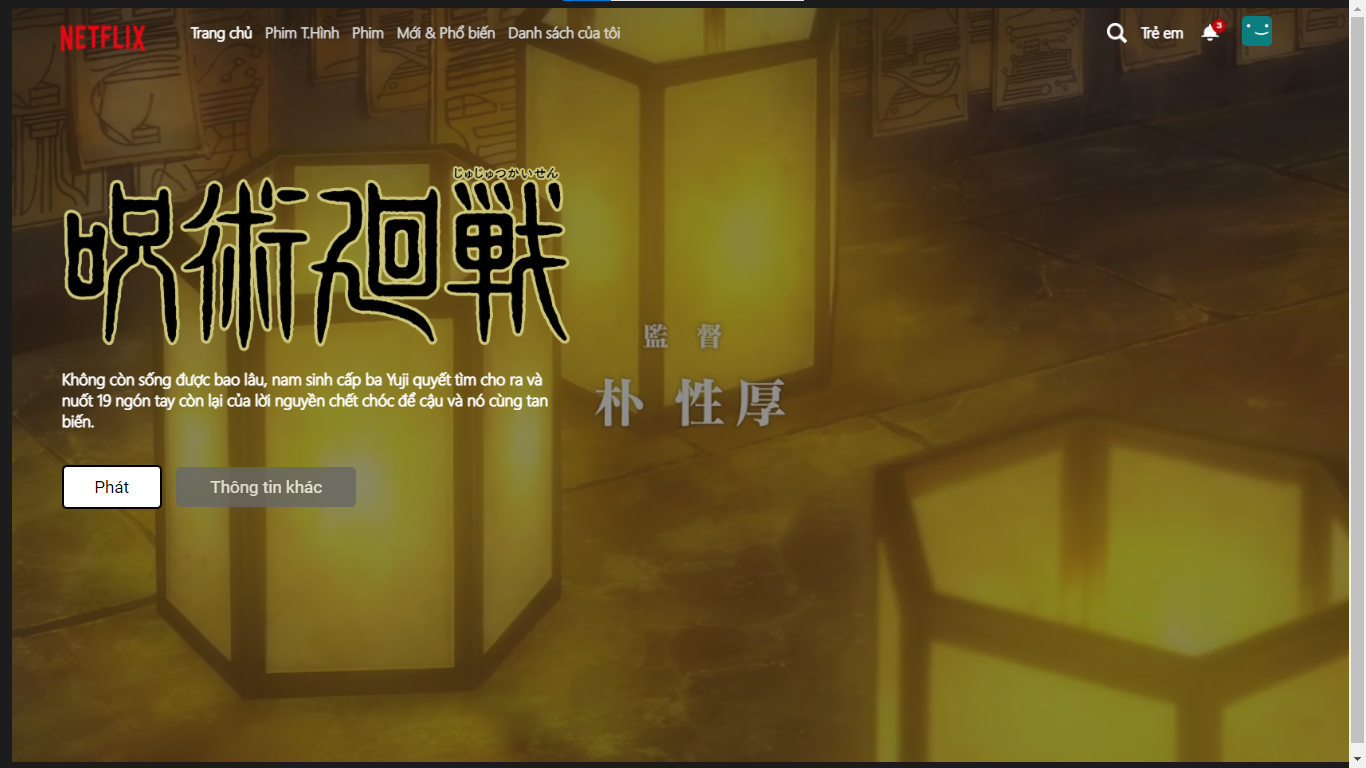 NETFLIX
Trang chủ
Phim T.Hình
Phim
Mới & Phổ biến
Danh sách của tôi
Trẻ em
3
じゅじゅつかいせん
呪術廻戦
監 督
朴 性厚
Không còn sống được bao lâu, nam sinh cấp ba Yuji quyết tìm cho ra và
nuốt 19 ngón tay còn lại của lời nguyền chết chóc để cậu và nó cùng tan
biến.
Phát
Thông tin khác